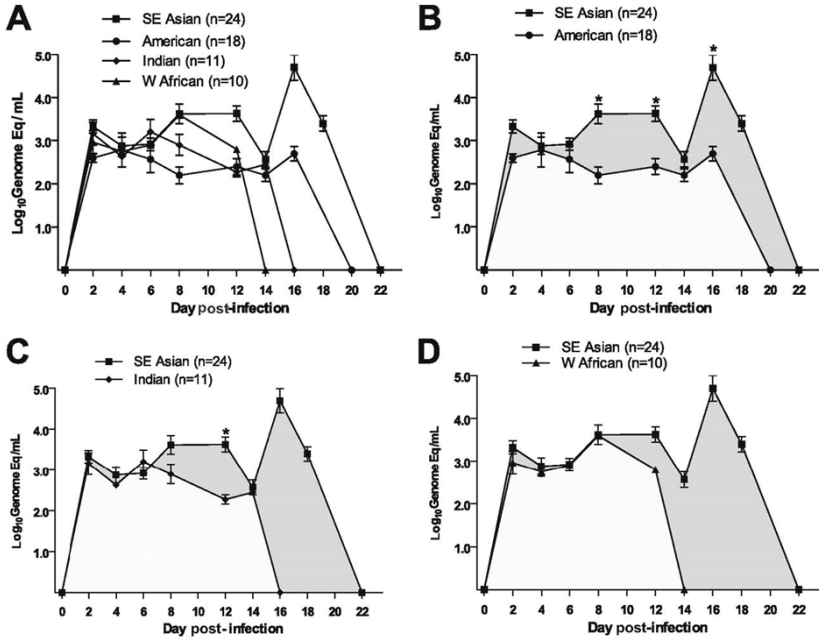 A
SE Asian (n=24)
American (n=18)
Indian (n=11)
W African (n=10)
5.0
4.0
3.0
2.0
1.0
Log10Genome Eq/mL
0 2 4 6 8 10 12 14 16 18 20 22
Day post-infection
B
SE Asian (n=24)
American (n=18)
5.0
4.0
3.0
2.0
1.0
Log10Genome Eq/mL
* * *
0 2 4 6 8 10 12 14 16 18 20 22
Day post-infection
C
SE Asian (n=24)
Indian (n=11)
5.0
4.0
3.0
2.0
1.0
Log10Genome Eq/mL
*
0 2 4 6 8 10 12 14 16 18 20 22
Day post-infection
D
SE Asian (n=24)
W African (n=10)
5.0
4.0
3.0
2.0
1.0
Log10Genome Eq/mL
0 2 4 6 8 10 12 14 16 18 20 22
Day post-infection